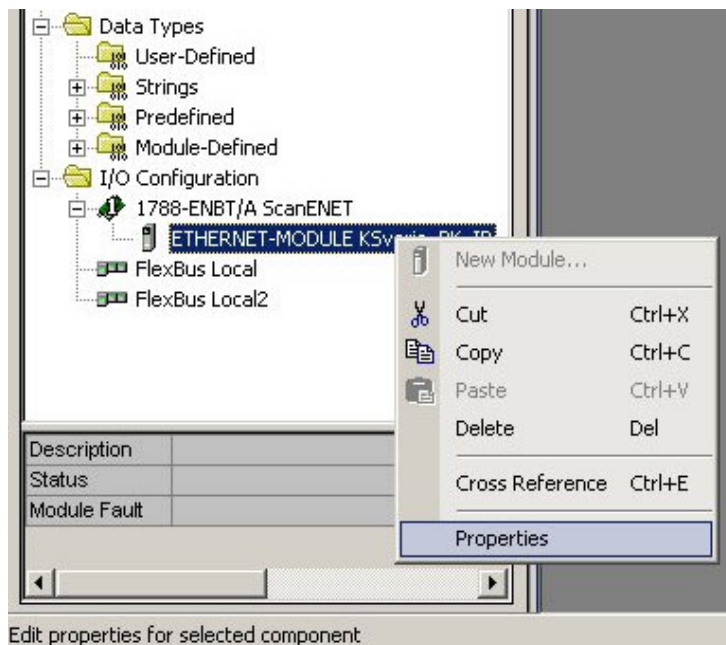 Data Types
User-Defined
Strings
Predefined
Module-Defined
I/O Configuration
1788-ENBT/A ScanENET
ETHERNET-MODULE
FlexBus Local
FlexBus Local2
New Module...
Cut Ctrl+X
Copy Ctrl+C
Paste Ctrl+V
Delete Del
Cross Reference Ctrl+E
Properties
Description
Status
Module Fault
Edit properties for selected component